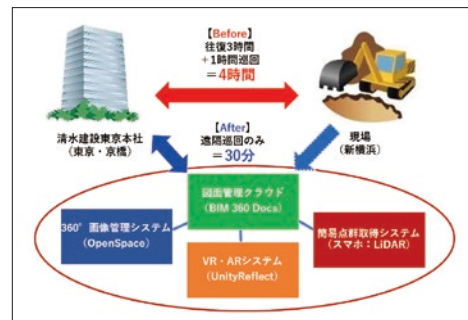 【Before】
往復3時間
＋1時間巡回
＝4時間
清水建設東京本社
（東京・京橋）
【After】
遠隔巡回のみ
＝30分
現場
（新横浜）
図面管理クラウド
（BIM 360 Docs）
360°画像管理システム
（OpenSpace）
VR・ARシステム
（UnityReflect）
簡易点群取得システム
（スマホ：LiDAR）